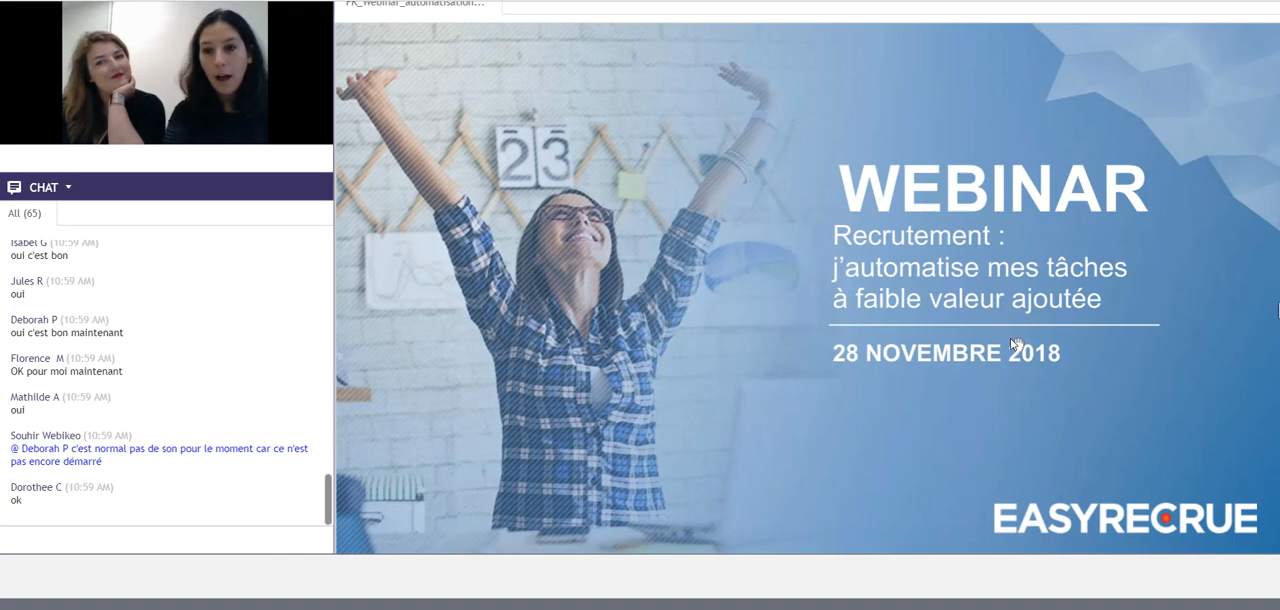 FR_Webinar_automatisation...
CHAT
All (65)
Isabel G (10:59 AM)
oui c'est bon
Jules R (10:59 AM)
oui
Deborah P (10:59 AM)
oui c'est bon maintenant
Florence M (10:59 AM)
OK pour moi maintenant
Mathilde A (10:59 AM)
oui
Souhir Webikeo (10:59 AM)
@ Deborah P c'est normal pas de son pour le moment car ce n'est
pas encore démarré
Dorothee C (10:59 AM)
ok
23
WEBINAR
Recrutement :
j’automatise mes tâches
à faible valeur ajoutée
28 NOVEMBRE 2018
EASYRECRUE